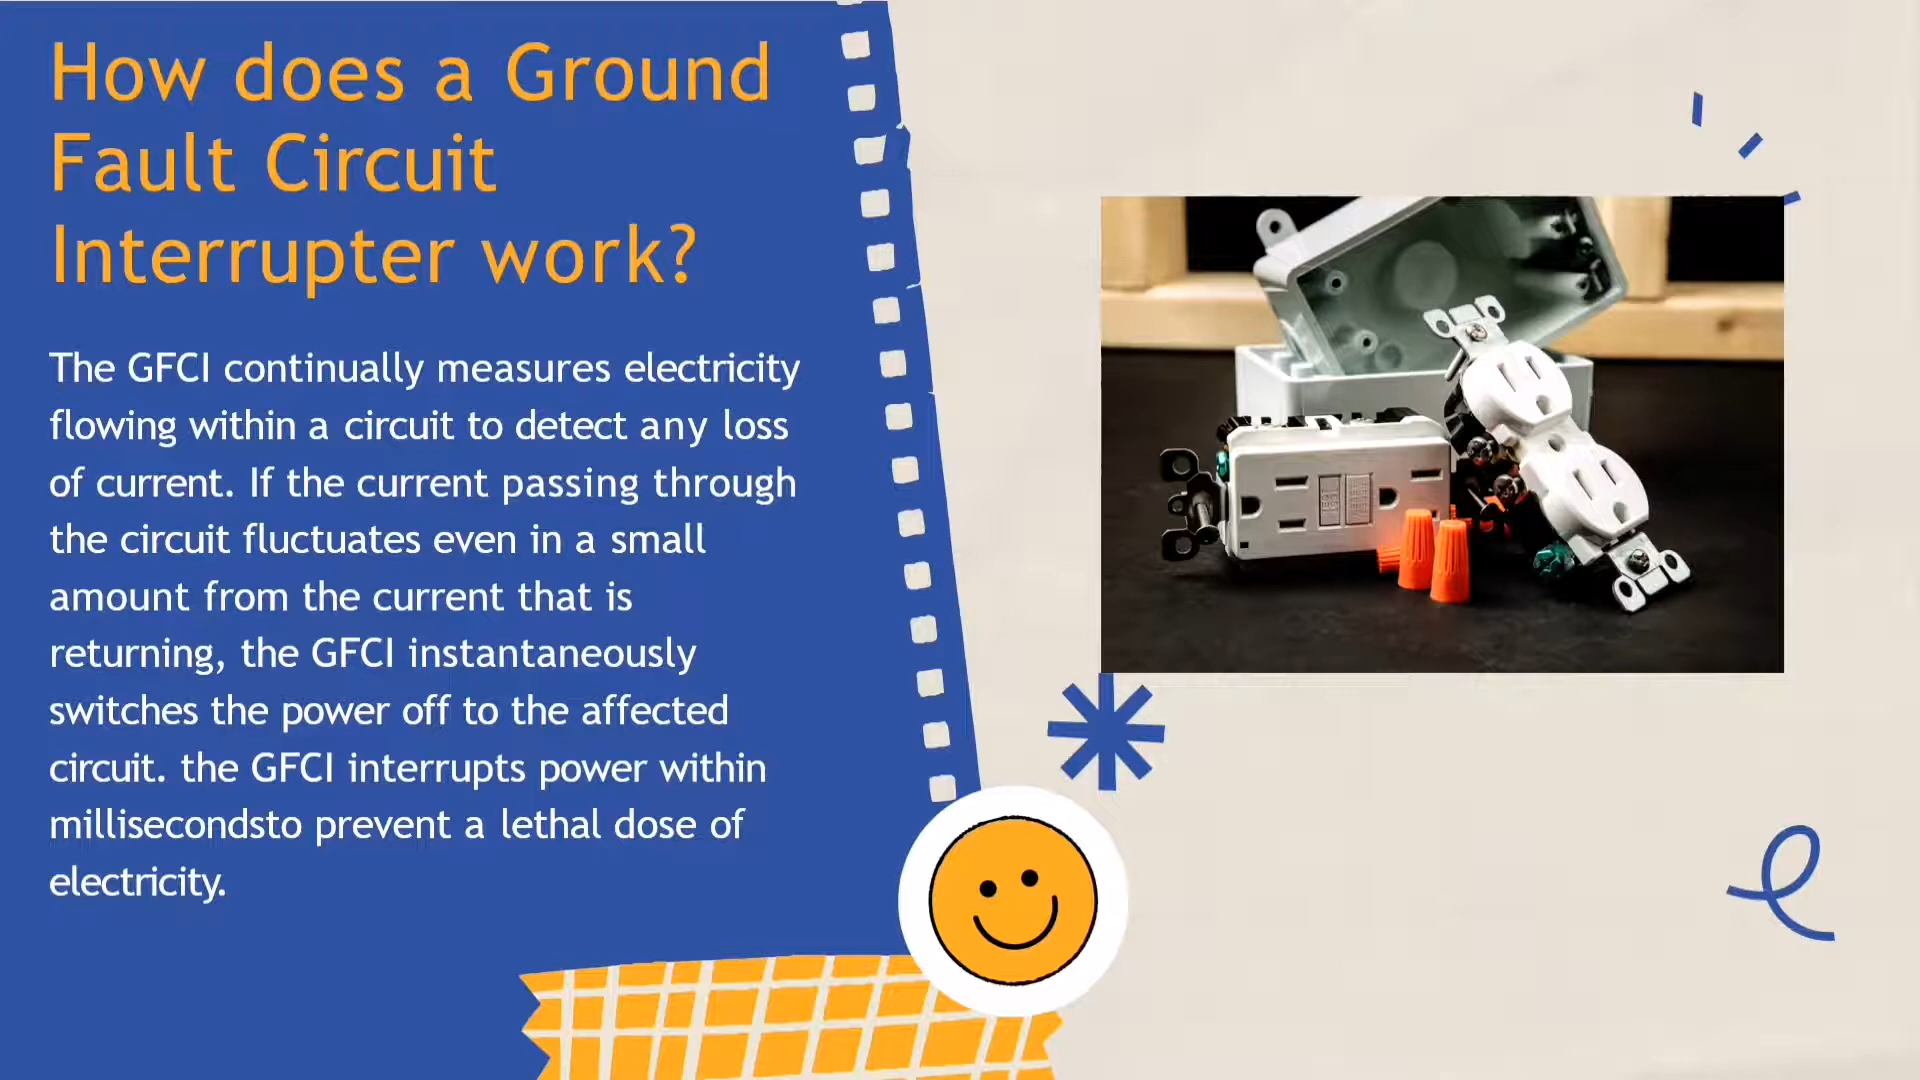 How does a Ground
Fault Circuit
Interrupter work?
The GFCI continually measures electricity
flowing within a circuit to detect any loss
of current. If the current passing through
the circuit fluctuates even in a small
amount from the current that is
returning, the GFCI instantaneously
switches the power off to the affected
circuit. the GFCI interrupts power within
millisecondsto prevent a lethal dose of
electricity.